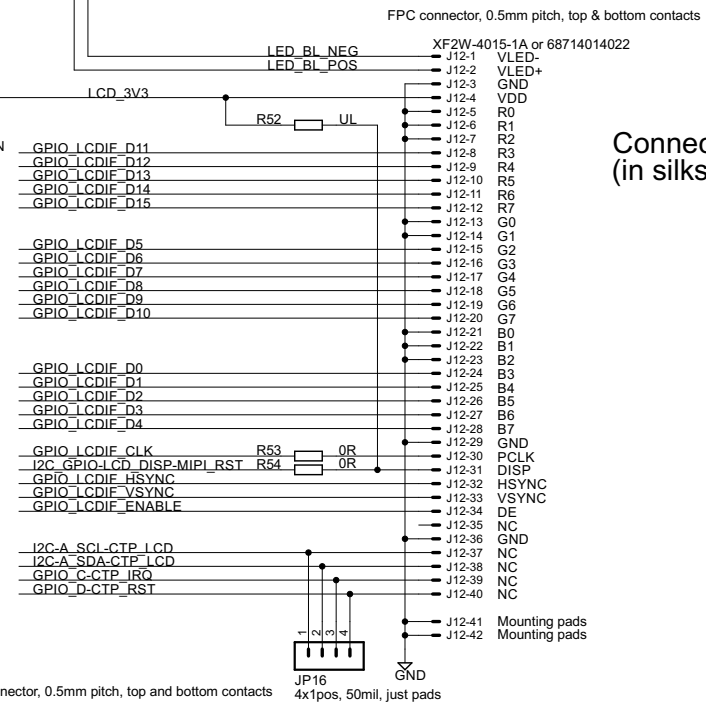 FPC connector, 0.5mm pitch, top & bottom contacts
XF2W-4015-1A or 68714014022
LED_BL_NEG J12-1 VLED-
LED_BL_POS J12-2 VLED+
J12-3 GND
LCD_3V3 J12-4 VDD
J12-5 R0
R52 UL J12-6 R1
J12-7 R2
N
Connec
(in silks
GPIO_LCDIF_D11 J12-8 R3
GPIO_LCDIF_D12 J12-9 R4
GPIO_LCDIF_D13 J12-10 R5
GPIO_LCDIF_D14 J12-11 R6
GPIO_LCDIF_D15 J12-12 R7
J12-13 G0
J12-14 G1
GPIO_LCDIF_D5 J12-15 G2
GPIO_LCDIF_D6 J12-16 G3
GPIO_LCDIF_D7 J12-17 G4
GPIO_LCDIF_D8 J12-18 G5
GPIO_LCDIF_D9 J12-19 G6
GPIO_LCDIF_D10 J12-20 G7
J12-21 B0
J12-22 B1
J12-23 B2
GPIO_LCDIF_D0 J12-24 B3
GPIO_LCDIF_D1 J12-25 B4
GPIO_LCDIF_D2 J12-26 B5
GPIO_LCDIF_D3 J12-27 B6
GPIO_LCDIF_D4 J12-28 B7
J12-29 GND
GPIO_LCDIF_CLK R53 0R J12-30 PCLK
I2C_GPIO-LCD_DISP-MIPI_RST R54 0R J12-31 DISP
GPIO_LCDIF_HSYNC J12-32 HSYNC
GPIO_LCDIF_VSYNC J12-33 VSYNC
GPIO_LCDIF_ENABLE J12-34 DE
J12-35 NC
J12-36 GND
I2C-A_SCL-CTP_LCD J12-37 NC
I2C-A_SDA-CTP_LCD J12-38 NC
GPIO_C-CTP_IRQ J12-39 NC
GPIO_D-CTP_RST J12-40 NC
J12-41 Mounting pads
1 2 3 4 J12-42 Mounting pads
GND
JP16
nector, 0.5mm pitch, top and bottom contacts
4x1pos, 50mil, just pads